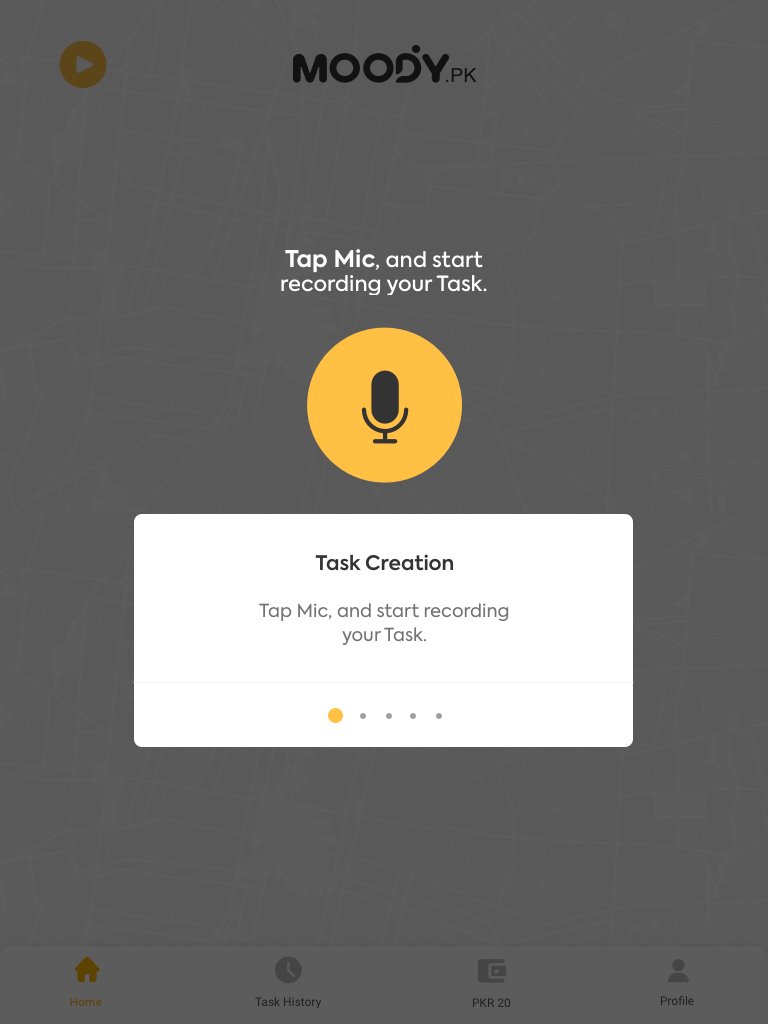 MOODY.PK
Tap Mic, and start
recording your Task.
Task Creation
Tap Mic, and start recording
your Task.
Home
Task History
PKR 20
Profile